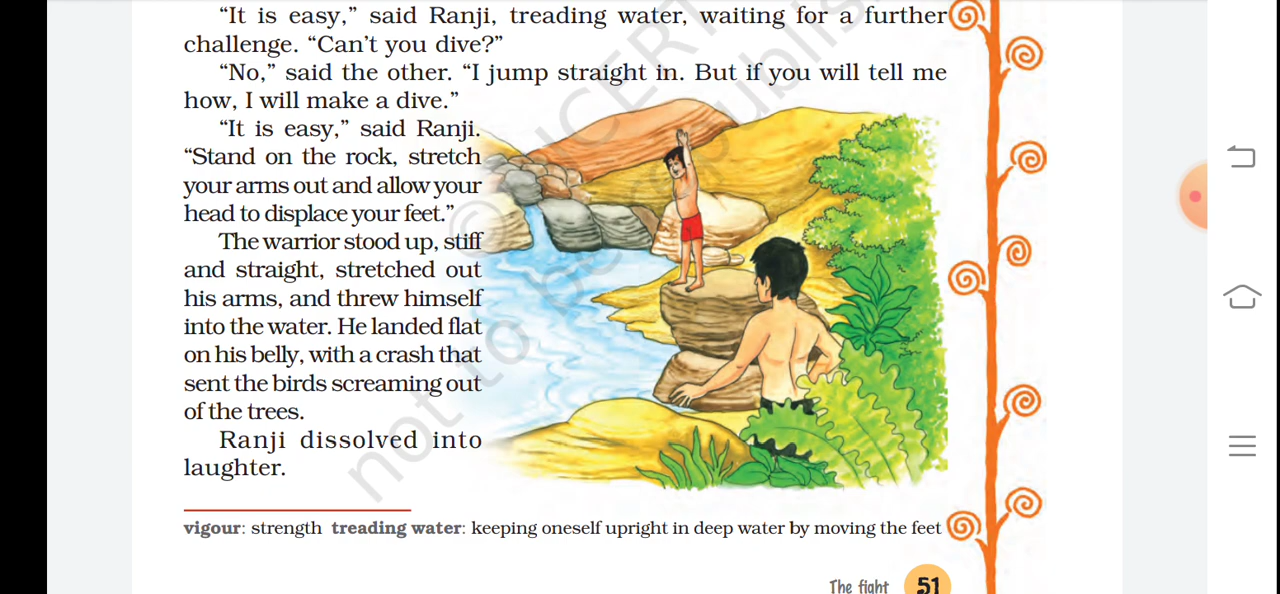 “It is easy,” said Ranji, treading water, waiting for a further
challenge. “Can’t you dive?”
“No,” said the other. “I jump straight in. But if you will tell me
how, I will make a dive.”
“It is easy,” said Ranji.
“Stand on the rock, stretch
your arms out and allow your
head to displace your feet.”
The warrior stood up, stiff
and straight, stretched out
his arms, and threw himself
into the water. He landed flat
on his belly, with a crash that
sent the birds screaming out
of the trees.
Ranji dissolved into
laughter.
vigour: strength treading water: keeping oneself upright in deep water by moving the feet
The fight 51
not to be